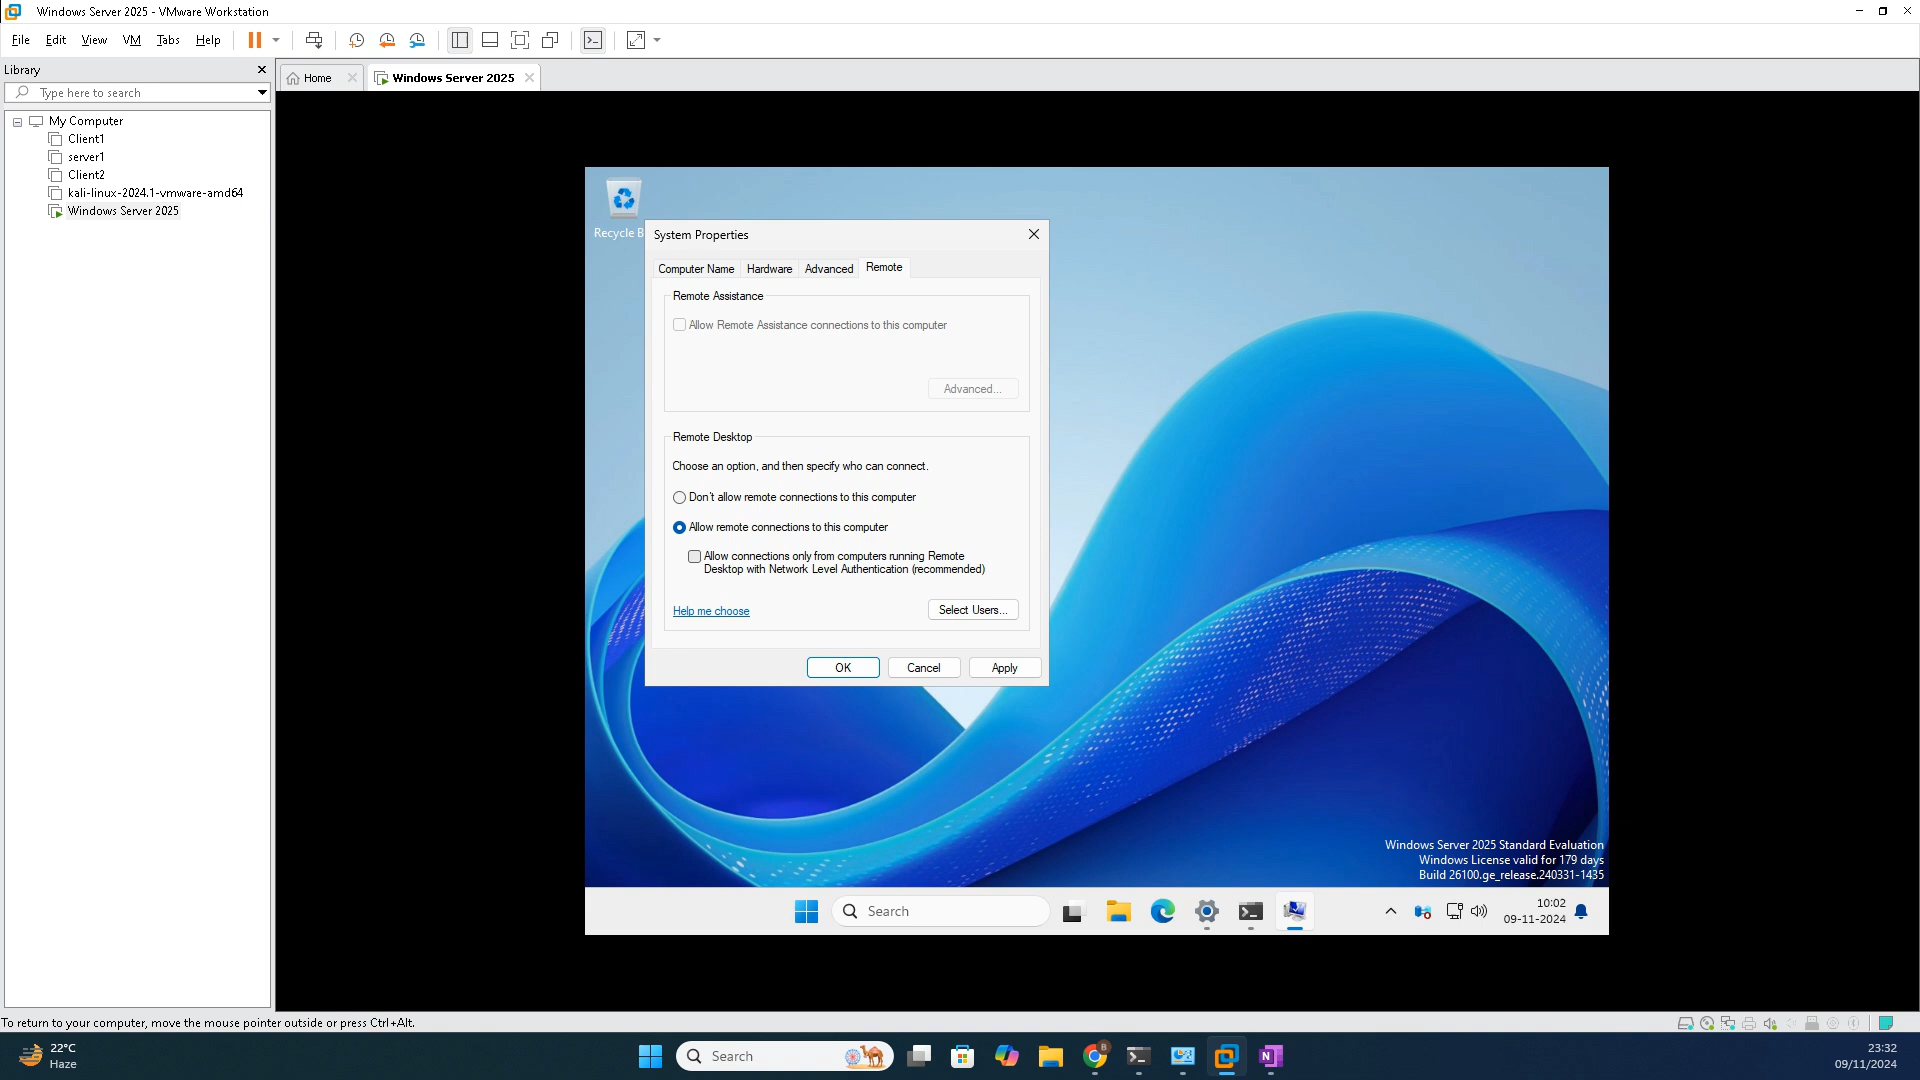 Windows Server 2025 - VMware Workstation
File Edit View VM Tabs Help
Library
Home
Windows Server 2025
Type here to search
My Computer
Client1
server1
Client2
kali-linux-2024.1-vmware-amd64
Windows Server 2025
Recycle B
System Properties
Computer Name Hardware Advanced Remote
Remote Assistance
Allow Remote Assistance connections to this computer
Advanced...
Remote Desktop
Choose an option, and then specify who can connect.
Don't allow remote connections to this computer
Allow remote connections to this computer
Allow connections only from computers running Remote
Desktop with Network Level Authentication (recommended)
Help me choose
Select Users...
OK Cancel Apply
Windows Server 2025 Standard Evaluation
Windows License valid for 179 days
Build 26100.ge_release.240331-1435
Search
10:02
09-11-2024
To return to your computer, move the mouse pointer outside or press Ctrl+Alt.
22°C
Haze
Search
B
N
23:32
09/11/2024